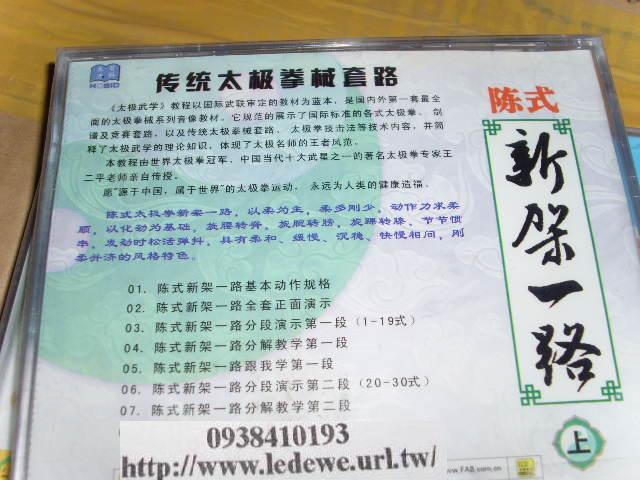 HOSID
传统太极拳械套路
《太极武学》教程以国际武联审定的教材为蓝本，是国内外第一套最全
面的太极拳械系列音像教材。它规范的展示了国际标准的各式太极拳、剑
谱及竞赛套路，以及传统太极拳械套路、太极拳技击法等技术内容，并阐
释了太极武学的理论知识，体现了太极名师的王者风范。
本教程由世界太极拳冠军，中国当代十大武星之一的著名太极拳专家王
二平老师亲自传授。
愿"源于中国，属于世界"的太极拳运动，永远为人类的健康造福。
陈式太极拳新架一路，以柔为主，柔多刚少，动作力求柔
顺，以化劲为基础。旋腰转脊，旋腕转膀，旋踝转膝，节节惯
串，发劲时松活弹抖，具有柔和、缓慢、沉稳、快慢相间，刚
柔并济的风格特色。
01. 陈式新架一路基本动作规格
02. 陈式新架一路全套正面演示
03. 陈式新架一路分段演示第一段（1-19式）
04. 陈式新架一路分解教学第一段
05. 陈式新架一路跟我学第一段
06. 陈式新架一路分段演示第二段（20-30式）
07. 陈式新架一路分解教学第二段
陈式
新架一路
上
0938410193
http://www.ledewe.url.tw/
www.FAB.com.cn